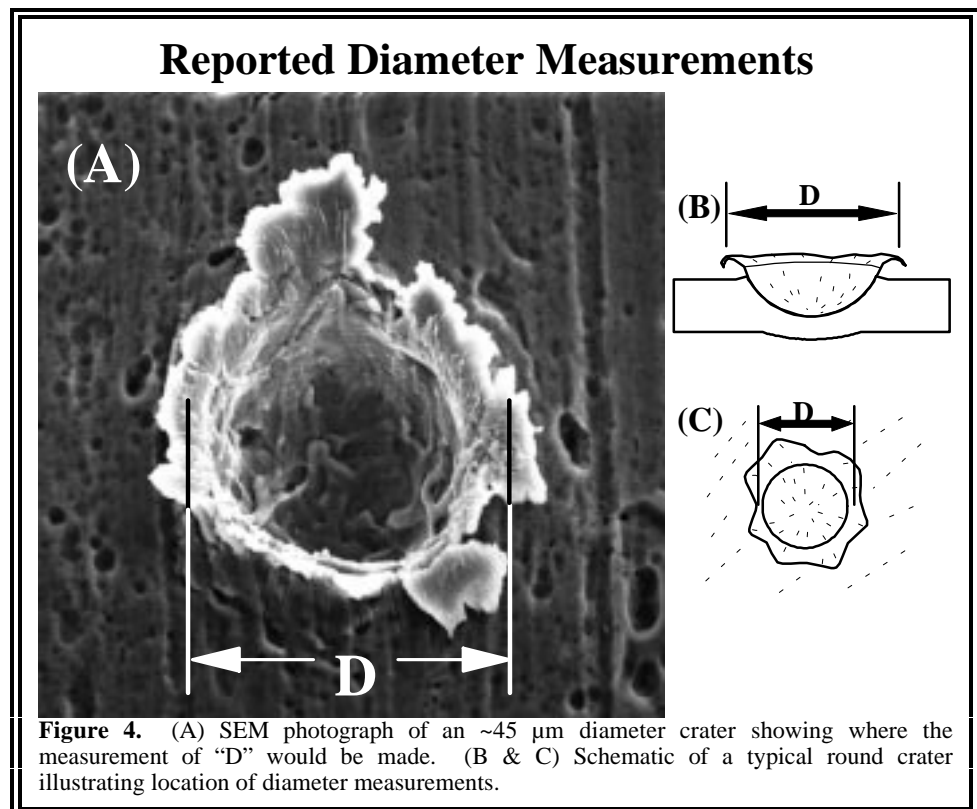 Reported Diameter Measurements
(A)
D
(B)
D
(C)
D
Figure 4. (A) SEM photograph of an ~45 µm diameter crater showing where the
measurement of “D” would be made. (B & C) Schematic of a typical round crater
illustrating location of diameter measurements.